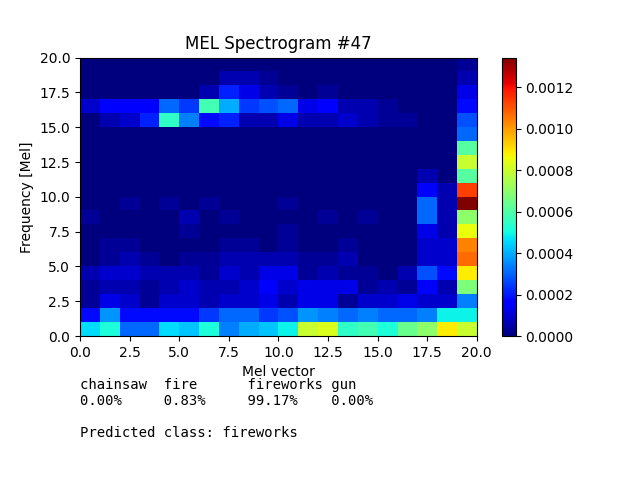 MEL Spectrogram #47
Frequency [Mel]
20.0
17.5
15.0
12.5
10.0
7.5
5.0
2.5
0.0
0.0 2.5 5.0 7.5 10.0 12.5 15.0 17.5 20.0
Mel vector
0.0012
0.0010
0.0008
0.0006
0.0004
0.0002
0.0000
chainsaw fire fireworks gun
0.00% 0.83% 99.17% 0.00%
Predicted class: fireworks